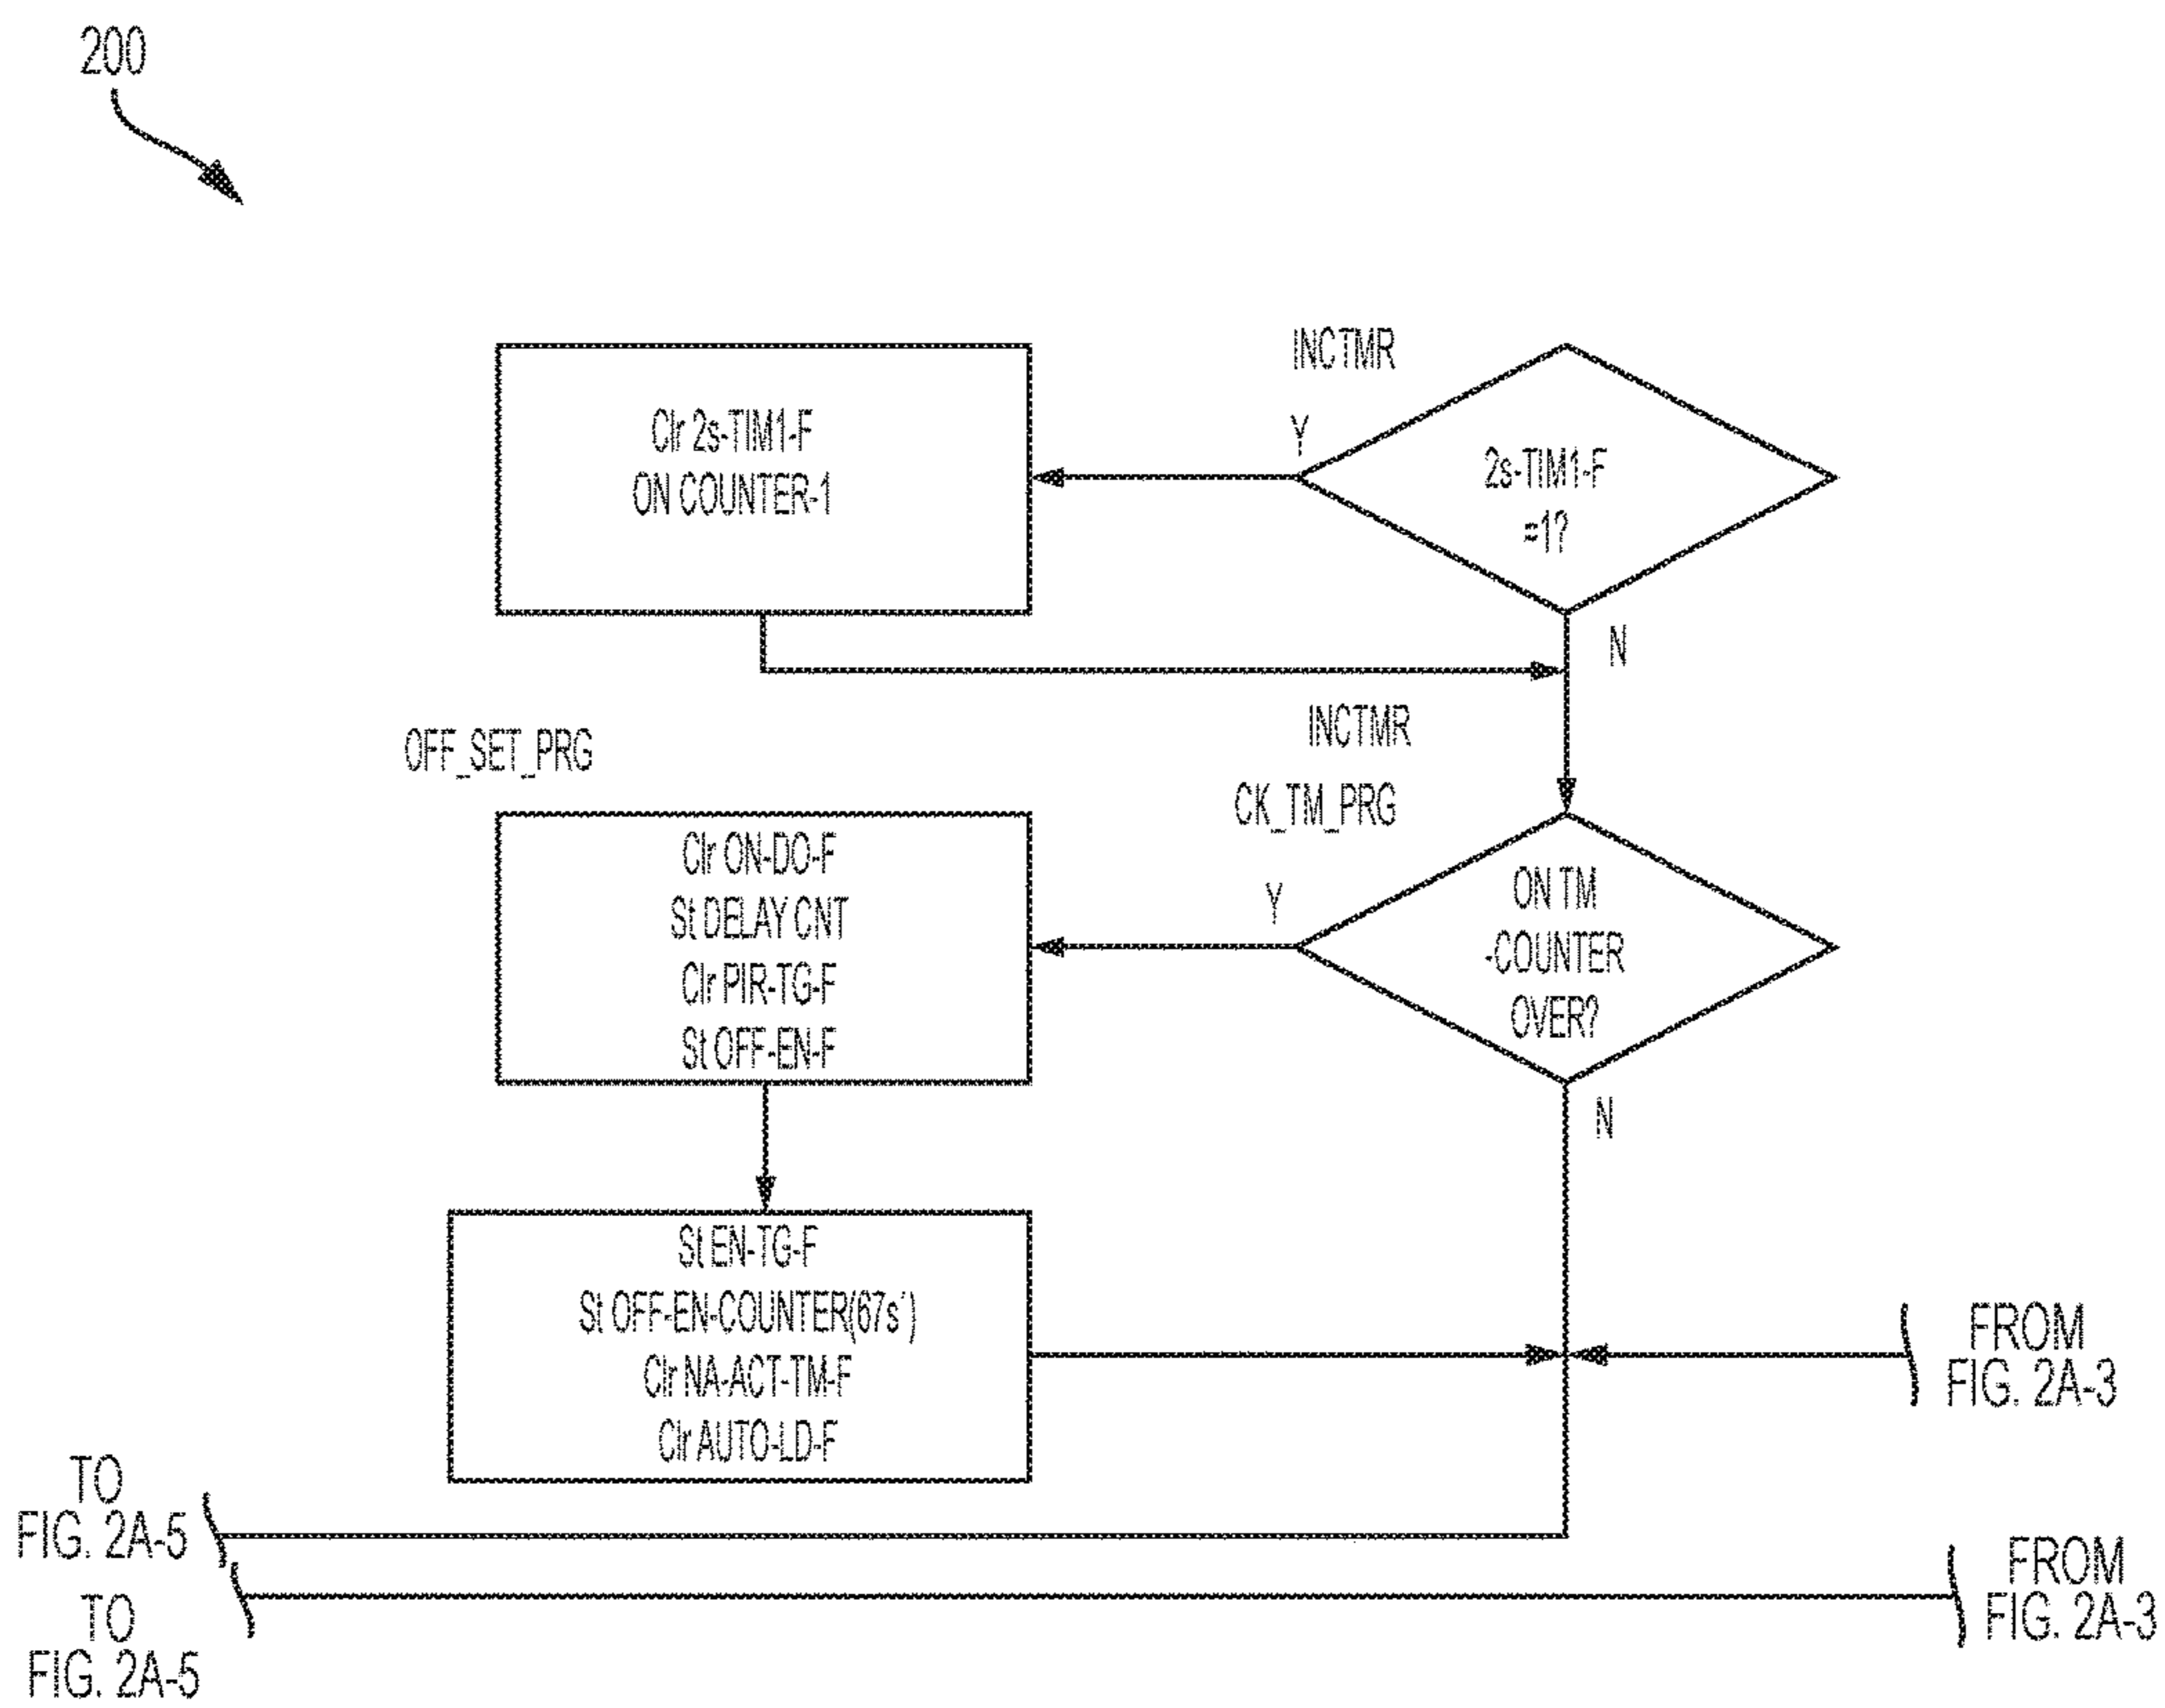 200
INCTMR
Clr 2s-TIM1-F
ON COUNTER-1
Y
2s-TIM1-F
=1?
N
INCTMR
OFF_SET_PRG
CK_TM_PRG
Clr ON-DO-F
St DELAY CNT
Clr PIR-TG-F
St OFF-EN-F
Y
ON TM
-COUNTER
OVER?
N
St EN-TG-F
St OFF-EN-COUNTER(67s´)
Clr NA-ACT-TM-F
Clr AUTO-LD-F
FROM
FIG. 2A-3
TO
FIG. 2A-5
FROM
FIG. 2A-3
TO
FIG. 2A-5